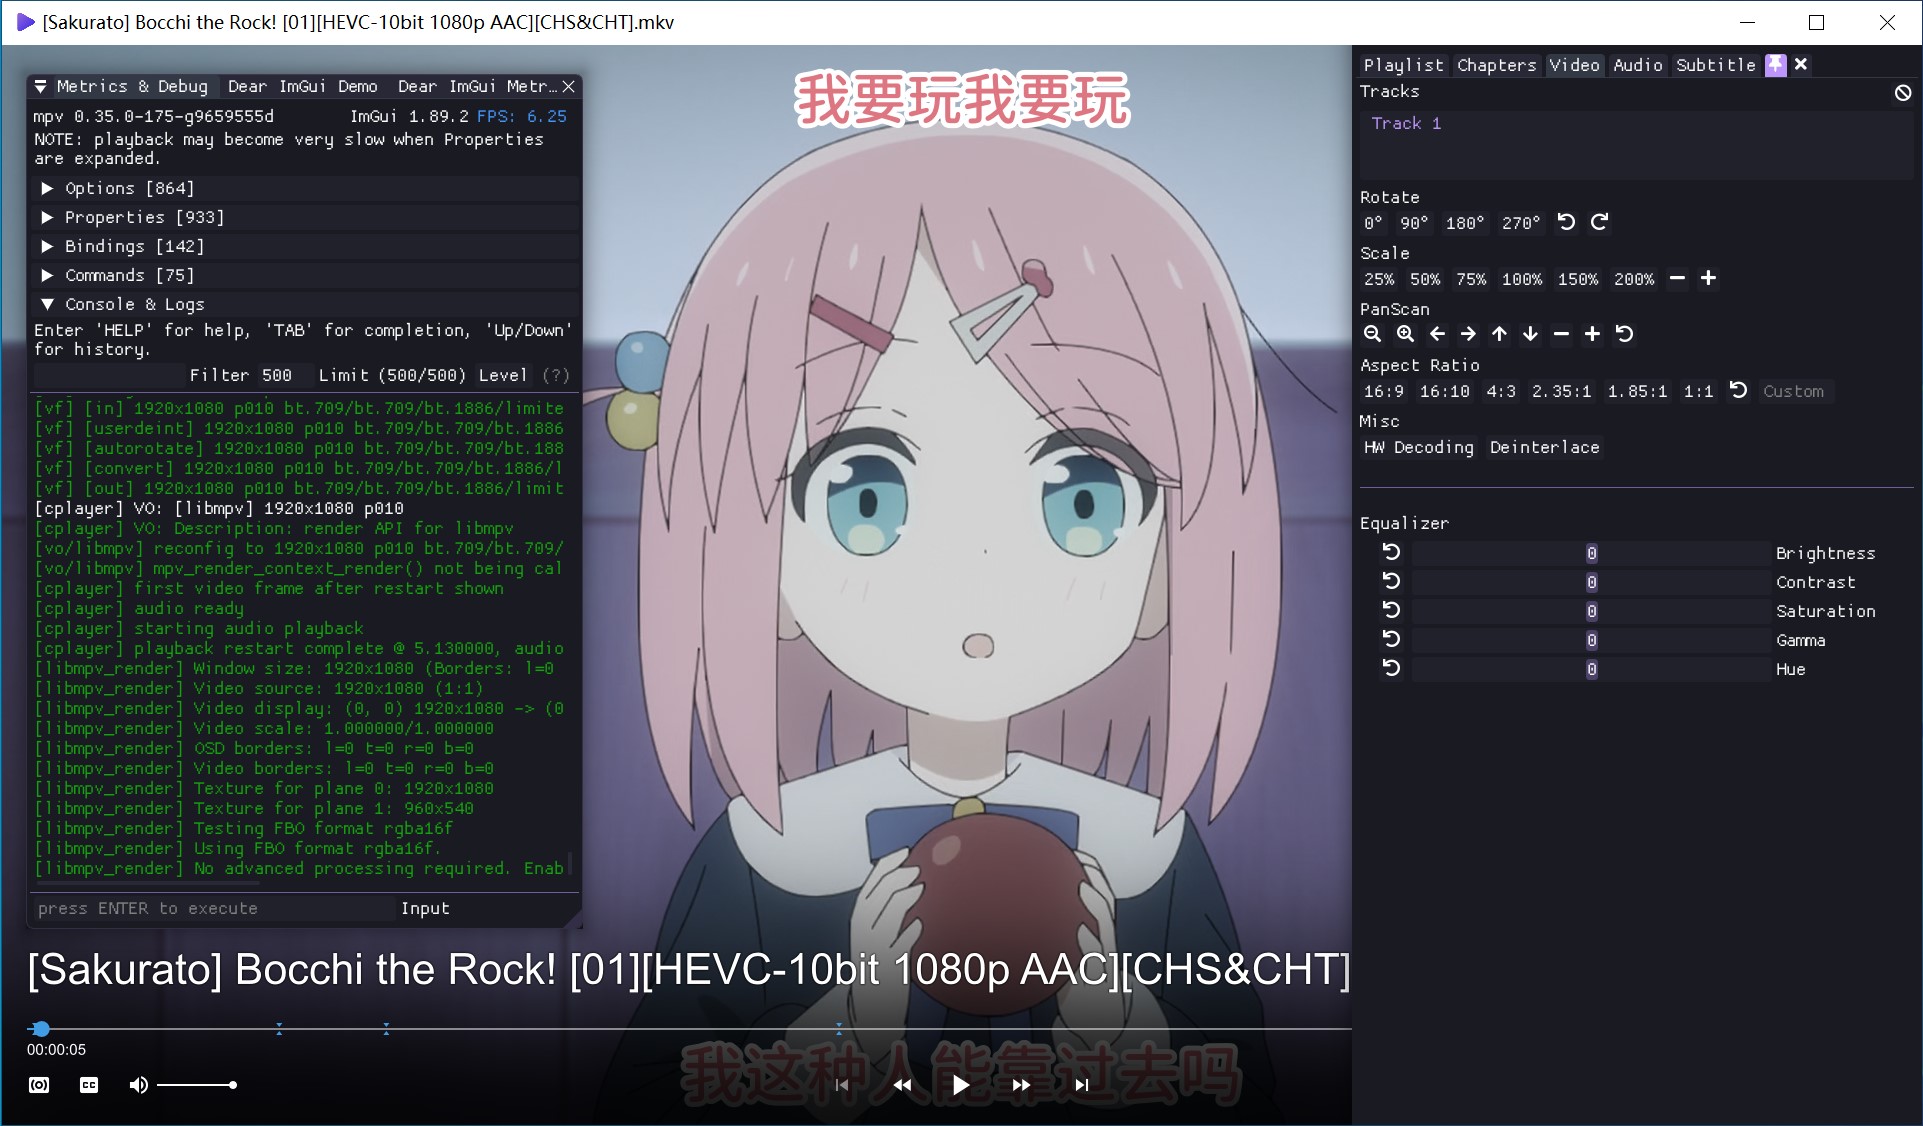 [Sakurato] Bocchi the Rock! [01][HEVC-10bit 1080p AAC][CHS&CHT].mkv
Metrics & Debug Dear ImGui Demo Dear ImGui Metr…
mpv 0.35.0-175-g9659555d ImGui 1.89.2 FPS: 6.25
NOTE: playback may become very slow when Properties
are expanded.
Options [864]
Properties [933]
Bindings [142]
Commands [75]
Console & Logs
Enter 'HELP' for help, 'TAB' for completion, 'Up/Down'
for history.
Filter 500 Limit (500/500) Level (?)
[vf] [in] 1920x1080 p010 bt.709/bt.709/bt.1886/limite
[vf] [userdeint] 1920x1080 p010 bt.709/bt.709/bt.1886
[vf] [autorotate] 1920x1080 p010 bt.709/bt.709/bt.188
[vf] [convert] 1920x1080 p010 bt.709/bt.709/bt.1886/l
[vf] [out] 1920x1080 p010 bt.709/bt.709/bt.1886/limit
[cplayer] VO: [libmpv] 1920x1080 p010
[cplayer] VO: Description: render API for libmpv
[vo/libmpv] reconfig to 1920x1080 p010 bt.709/bt.709/
[vo/libmpv] mpv_render_context_render() not being cal
[cplayer] first video frame after restart shown
[cplayer] audio ready
[cplayer] starting audio playback
[cplayer] playback restart complete @ 5.130000, audio
[libmpv_render] Window size: 1920x1080 (Borders: l=0
[libmpv_render] Video source: 1920x1080 (1:1)
[libmpv_render] Video display: (0, 0) 1920x1080 -> (0
[libmpv_render] Video scale: 1.000000/1.000000
[libmpv_render] OSD borders: l=0 t=0 r=0 b=0
[libmpv_render] Video borders: l=0 t=0 r=0 b=0
[libmpv_render] Texture for plane 0: 1920x1080
[libmpv_render] Texture for plane 1: 960x540
[libmpv_render] Testing FBO format rgba16f
[libmpv_render] Using FBO format rgba16f.
[libmpv_render] No advanced processing required. Enab
press ENTER to execute Input
我要玩我要玩
[Sakurato] Bocchi the Rock! [01][HEVC-10bit 1080p AAC][CHS&CHT]
00:00:05
我这种人能靠过去吗
CC
Playlist Chapters Video Audio Subtitle
Tracks
Track 1
Rotate
0° 90° 180° 270°
Scale
25% 50% 75% 100% 150% 200%
PanScan
Aspect Ratio
16:9 16:10 4:3 2.35:1 1.85:1 1:1 Custom
Misc
HW Decoding Deinterlace
Equalizer
0 Brightness
0 Contrast
0 Saturation
0 Gamma
0 Hue